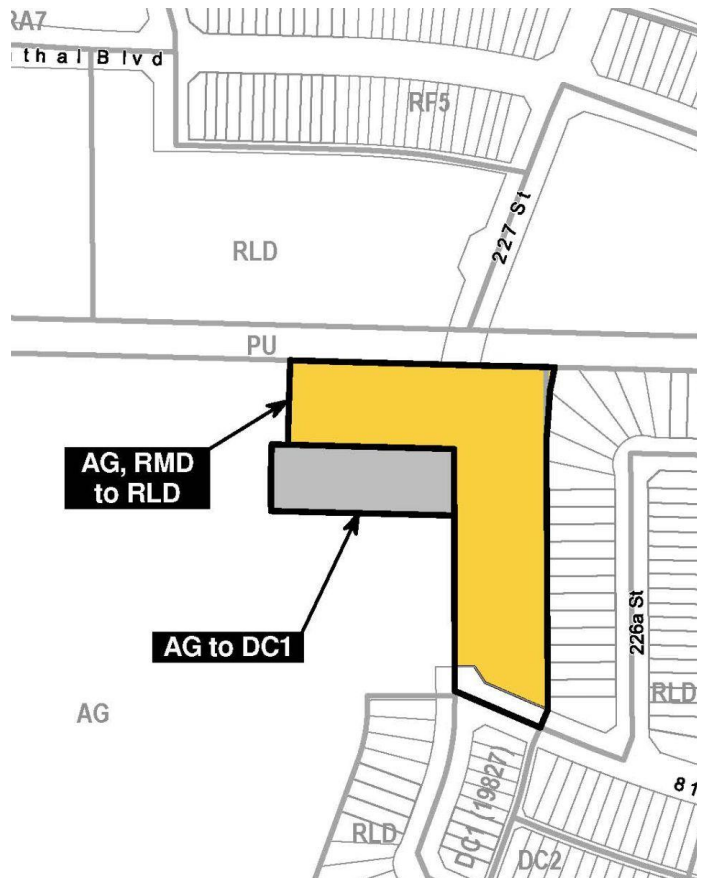 RA7
thal Blvd
RF5
227 St
RLD
PU
AG, RMD
to RLD
AG to DC1
226a St
RLD
AG
81
DC1 (19827)
RLD
DC2